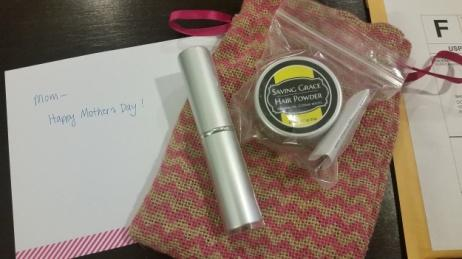 Mom-
Happy Mother's Day!
SAVING GRACE
HAIR POWDER
F